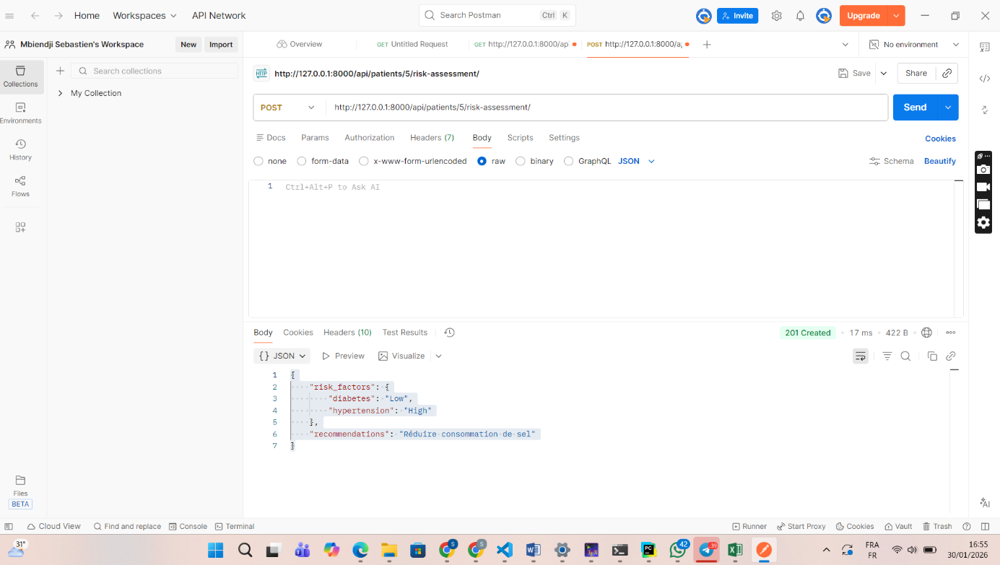 Home
Workspaces
API Network
Search Postman
Ctrl
K
Invite
Upgrade
Mbiendji Sebastien's Workspace
New
Import
Overview
GET Untitled Request
GET http://127.0.0.1:8000/ap
POST http://127.0.0.1:8000/a
No environment
Collections
Search collections
My Collection
Environments
History
Flows
Files
BETA
HTTP
http://127.0.0.1:8000/api/patients/5/risk-assessment/
Save
Share
POST
http://127.0.0.1:8000/api/patients/5/risk-assessment/
Send
Docs
Params
Authorization
Headers (7)
Body
Scripts
Settings
Cookies
none
form-data
x-www-form-urlencoded
raw
binary
GraphQL
JSON
Schema
Beautify
1 Ctrl+Alt+P to Ask AI
Body
Cookies
Headers (10)
Test Results
201 Created
17 ms
422 B
{ } JSON
Preview
Visualize
1 {
2 "risk_factors": {
3 "diabetes": "Low",
4 "hypertension": "High"
5 },
6 "recommendations": "Réduire consommation de sel"
7 }
AI
Cloud View
Find and replace
Console
Terminal
Runner
Start Proxy
Cookies
Vault
Trash
31°
S
S
PC
42
39
FRA
FR
16:55
30/01/2026